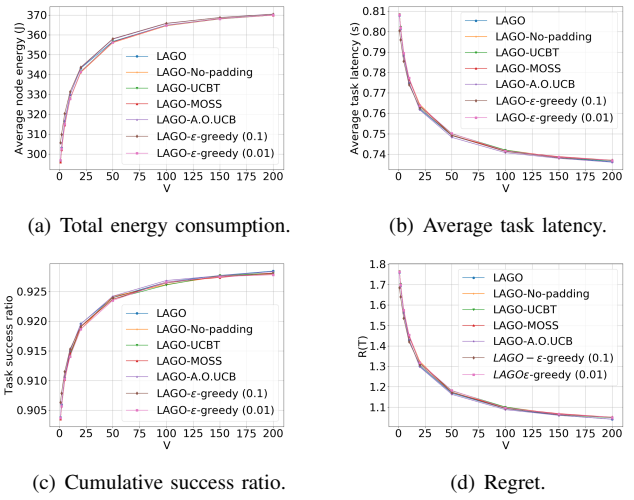 370
360
350
340
330
320
310
300
Average node energy (J)
LAGO
LAGO-No-padding
LAGO-UCBT
LAGO-MOSS
LAGO-A.O.UCB
LAGO-ε-greedy (0.1)
LAGO-ε-greedy (0.01)
0 25 50 75 100 125 150 175 200
V
(a) Total energy consumption.
0.81
0.80
0.79
0.78
0.77
0.76
0.75
0.74
Average task latency (s)
LAGO
LAGO-No-padding
LAGO-UCBT
LAGO-MOSS
LAGO-A.O.UCB
LAGO-ε-greedy (0.1)
LAGO-ε-greedy (0.01)
0 25 50 75 100 125 150 175 200
V
(b) Average task latency.
0.925
0.920
0.915
0.910
0.905
Task success ratio
LAGO
LAGO-No-padding
LAGO-UCBT
LAGO-MOSS
LAGO-A.O.UCB
LAGO-ε-greedy (0.1)
LAGO-ε-greedy (0.01)
0 25 50 75 100 125 150 175 200
V
(c) Cumulative success ratio.
1.8
1.7
1.6
1.5
1.4
1.3
1.2
1.1
R(T)
LAGO
LAGO-No-padding
LAGO-UCBT
LAGO-MOSS
LAGO-A.O.UCB
LAGO − ε-greedy (0.1)
LAGOε-greedy (0.01)
0 25 50 75 100 125 150 175 200
V
(d) Regret.